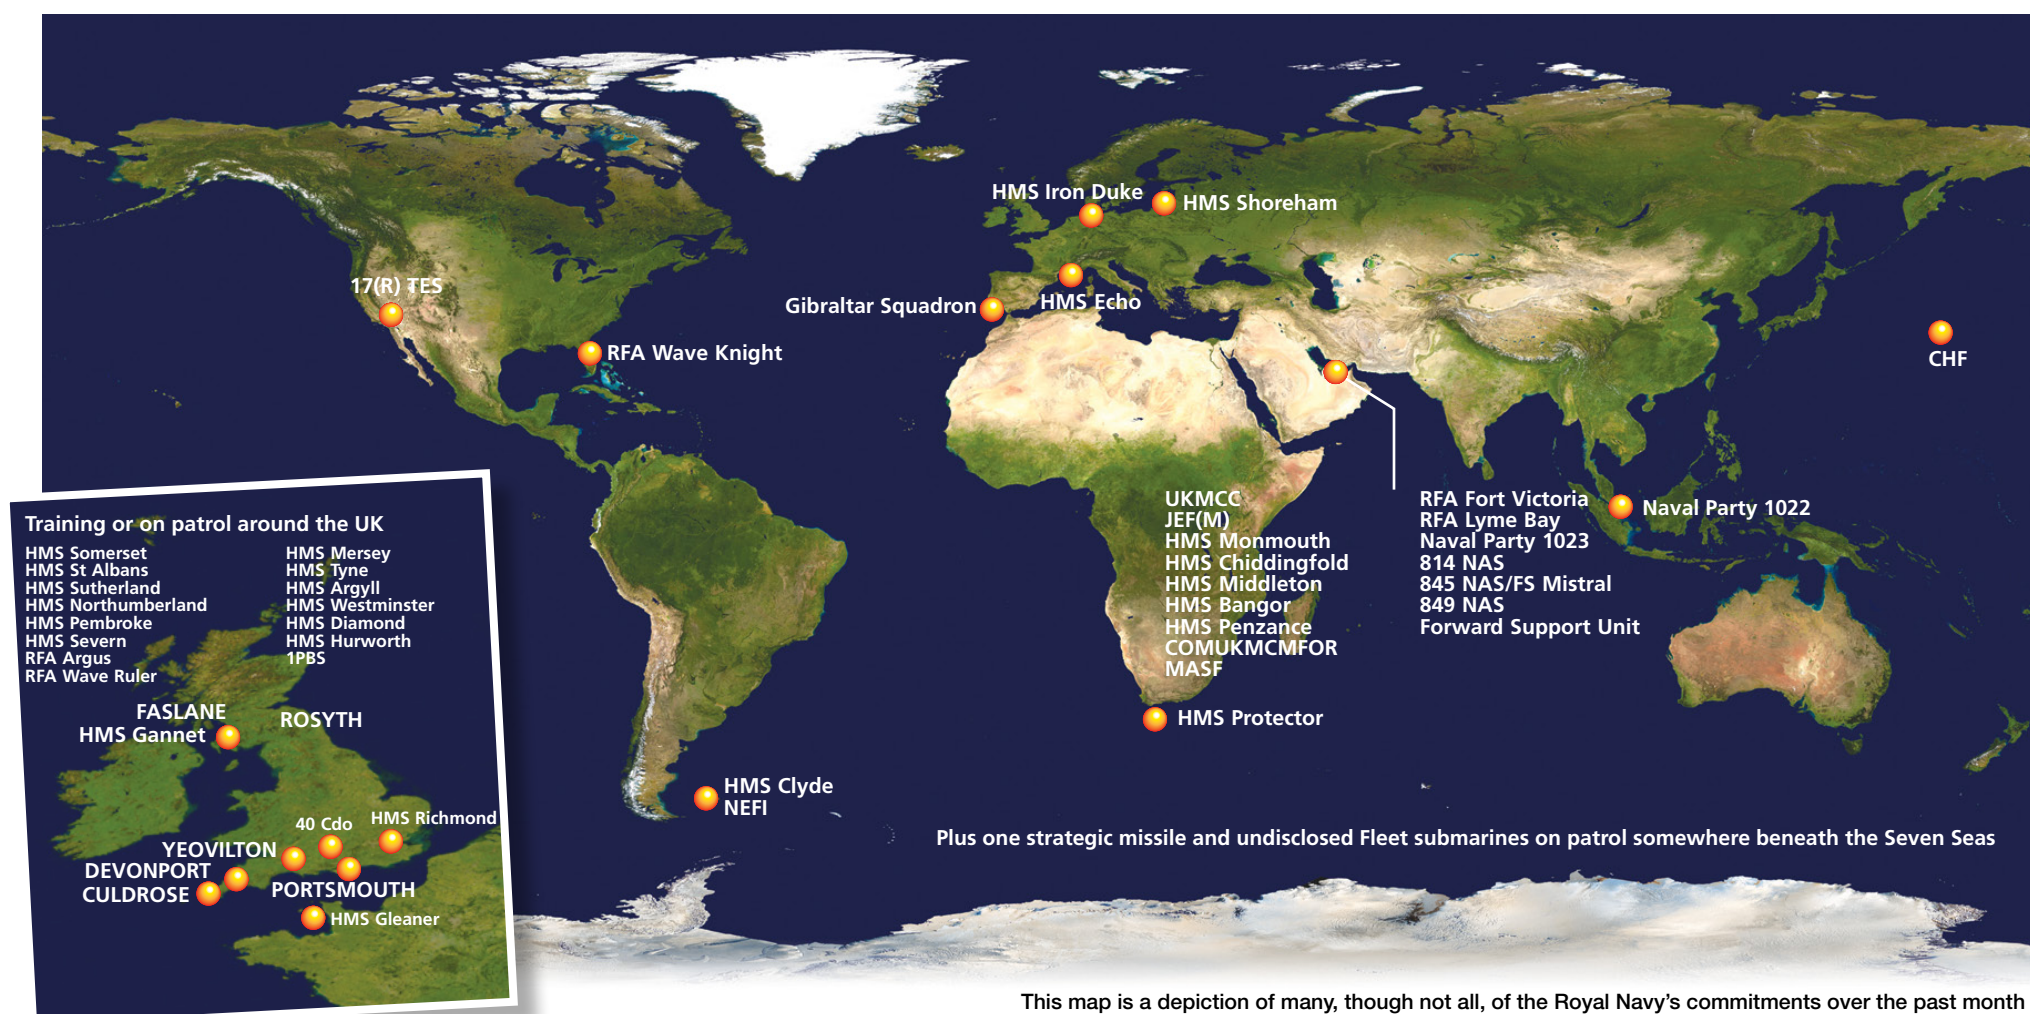 HMS Iron Duke
HMS Shoreham
17(R) TES
Gibraltar Squadron
HMS Echo
RFA Wave Knight
CHF
UKMCC
JEF(M)
HMS Monmouth
HMS Chiddingfold
HMS Middleton
HMS Bangor
HMS Penzance
COMUKMCMFOR
MASF
RFA Fort Victoria
RFA Lyme Bay
Naval Party 1023
814 NAS
845 NAS/FS Mistral
849 NAS
Forward Support Unit
Naval Party 1022
HMS Protector
HMS Clyde
NEFI
Plus one strategic missile and undisclosed Fleet submarines on patrol somewhere beneath the Seven Seas
Training or on patrol around the UK
HMS Somerset
HMS St Albans
HMS Sutherland
HMS Northumberland
HMS Pembroke
HMS Severn
RFA Argus
RFA Wave Ruler
HMS Mersey
HMS Tyne
HMS Argyll
HMS Westminster
HMS Diamond
HMS Hurworth
1PBS
FASLANE
HMS Gannet
ROSYTH
40 Cdo
HMS Richmond
YEOVILTON
DEVONPORT
CULDROSE
PORTSMOUTH
HMS Gleaner
This map is a depiction of many, though not all, of the Royal Navy's commitments over the past month